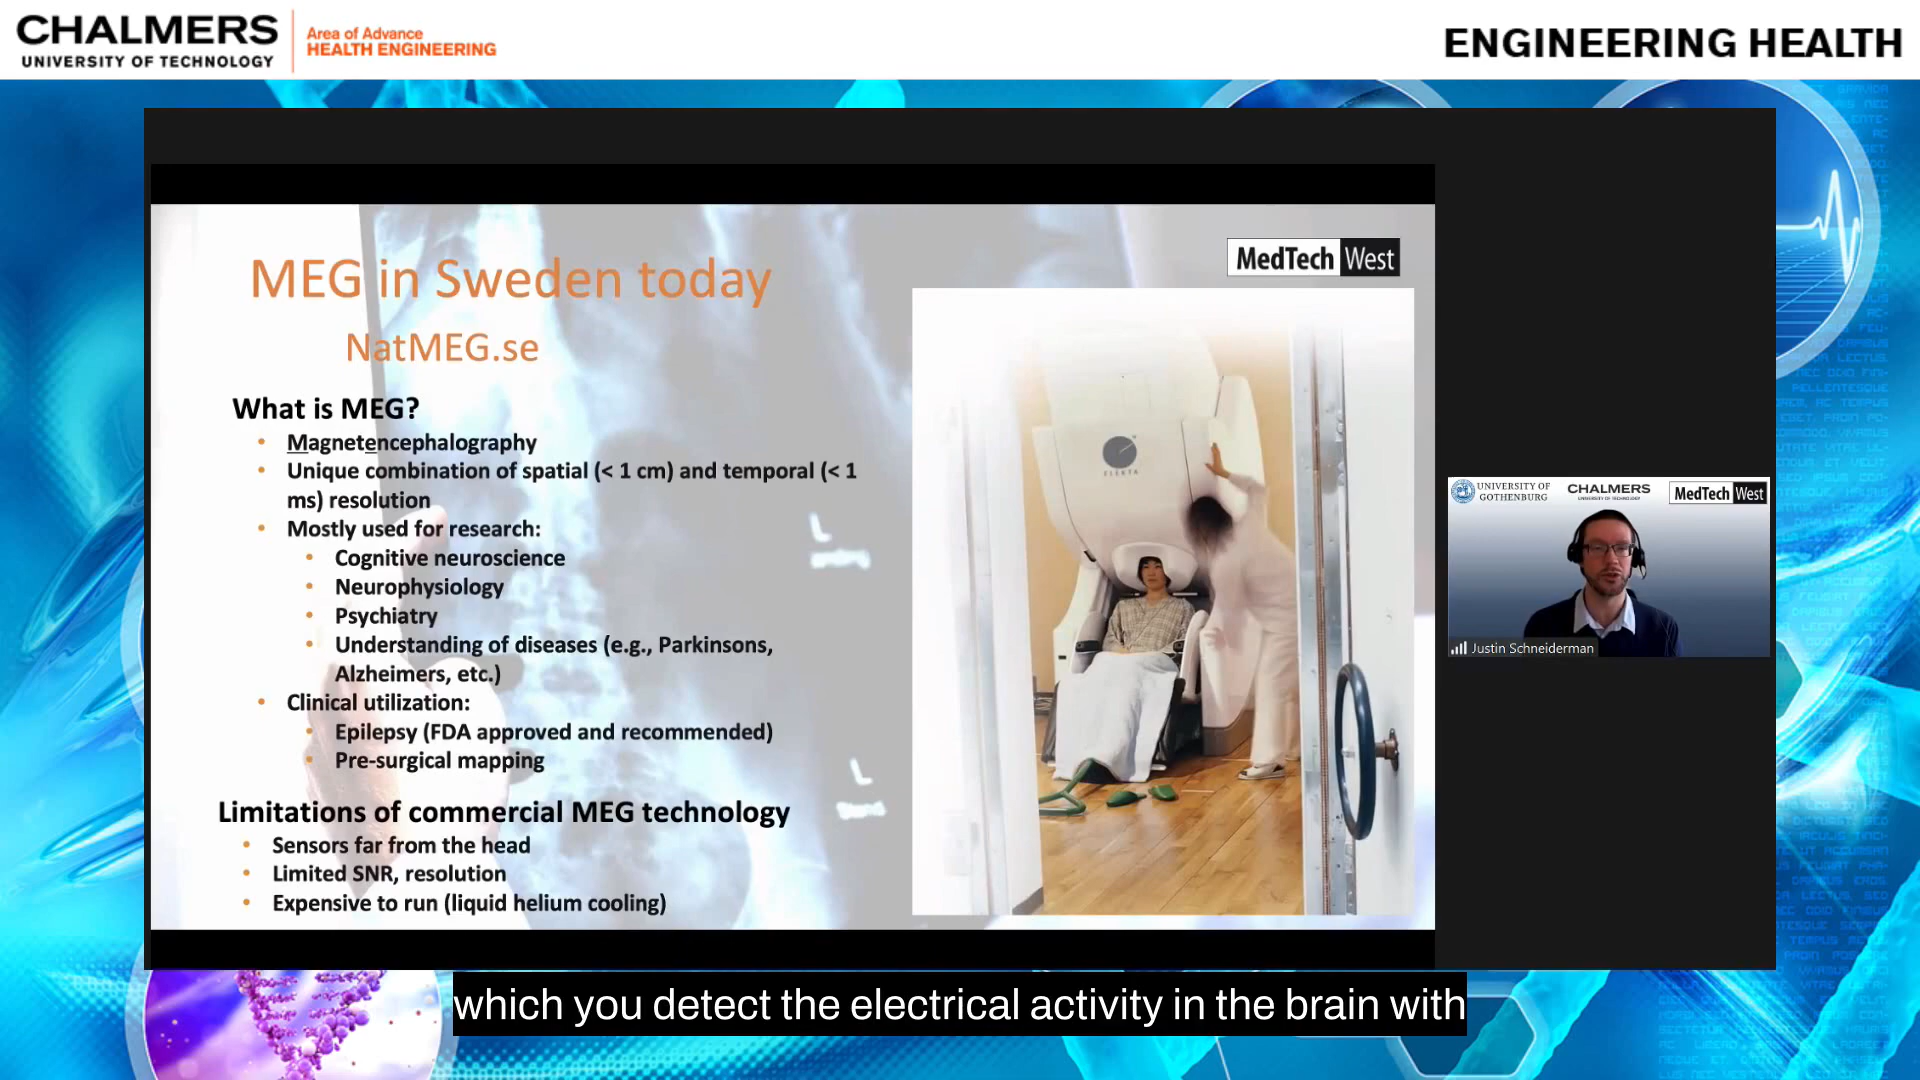 CHALMERS
UNIVERSITY OF TECHNOLOGY
Area of Advance
HEALTH ENGINEERING
ENGINEERING HEALTH
MEG in Sweden today
NatMEG.se
MedTech West
What is MEG?
• Magnetencephalography
• Unique combination of spatial (< 1 cm) and temporal (< 1
ms) resolution
• Mostly used for research:
• Cognitive neuroscience
• Neurophysiology
• Psychiatry
• Understanding of diseases (e.g., Parkinsons,
Alzheimers, etc.)
• Clinical utilization:
• Epilepsy (FDA approved and recommended)
• Pre-surgical mapping
Limitations of commercial MEG technology
• Sensors far from the head
• Limited SNR, resolution
• Expensive to run (liquid helium cooling)
L
L
ELEKTA
UNIVERSITY OF
GOTHENBURG
CHALMERS
UNIVERSITY OF TECHNOLOGY
MedTech West
Justin Schneiderman
which you detect the electrical activity in the brain with